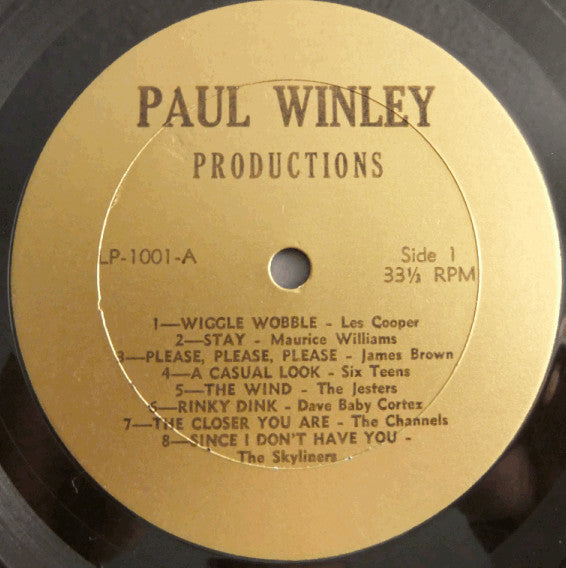 PAUL WINLEY
PRODUCTIONS
LP-1001-A
Side 1
33⅓ RPM
1—WIGGLE WOBBLE - Les Cooper
2—STAY - Maurice Williams
3—PLEASE, PLEASE, PLEASE - James Brown
4—A CASUAL LOOK - Six Teens
5—THE WIND - The Jesters
6—RINKY DINK - Dave Baby Cortez
7—THE CLOSER YOU ARE - The Channels
8—SINCE I DON'T HAVE YOU -
The Skyliners